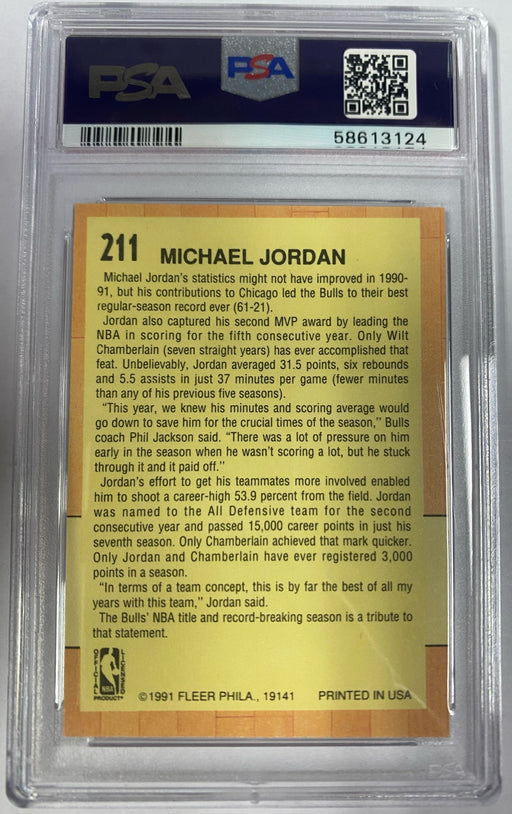 PSA
PSA
58613124
211
MICHAEL JORDAN
Michael Jordan's statistics might not have improved in 1990-
91, but his contributions to Chicago led the Bulls to their best
regular-season record ever (61-21).
Jordan also captured his second MVP award by leading the
NBA in scoring for the fifth consecutive year. Only Wilt
Chamberlain (seven straight years) has ever accomplished that
feat. Unbelievably, Jordan averaged 31.5 points, six rebounds
and 5.5 assists in just 37 minutes per game (fewer minutes
than any of his previous five seasons).
"This year, we knew his minutes and scoring average would
go down to save him for the crucial times of the season," Bulls
coach Phil Jackson said. "There was a lot of pressure on him
early in the season when he wasn't scoring a lot, but he stuck
through it and it paid off."
Jordan's effort to get his teammates more involved enabled
him to shoot a career-high 53.9 percent from the field. Jordan
was named to the All Defensive team for the second
consecutive year and passed 15,000 career points in just his
seventh season. Only Chamberlain achieved that mark quicker.
Only Jordan and Chamberlain have ever registered 3,000
points in a season.
"In terms of a team concept, this is by far the best of all my
years with this team," Jordan said.
The Bulls' NBA title and record-breaking season is a tribute to
that statement.
OFFICIAL
LICENSED
NBA
PRODUCT
©1991 FLEER PHILA., 19141
PRINTED IN USA